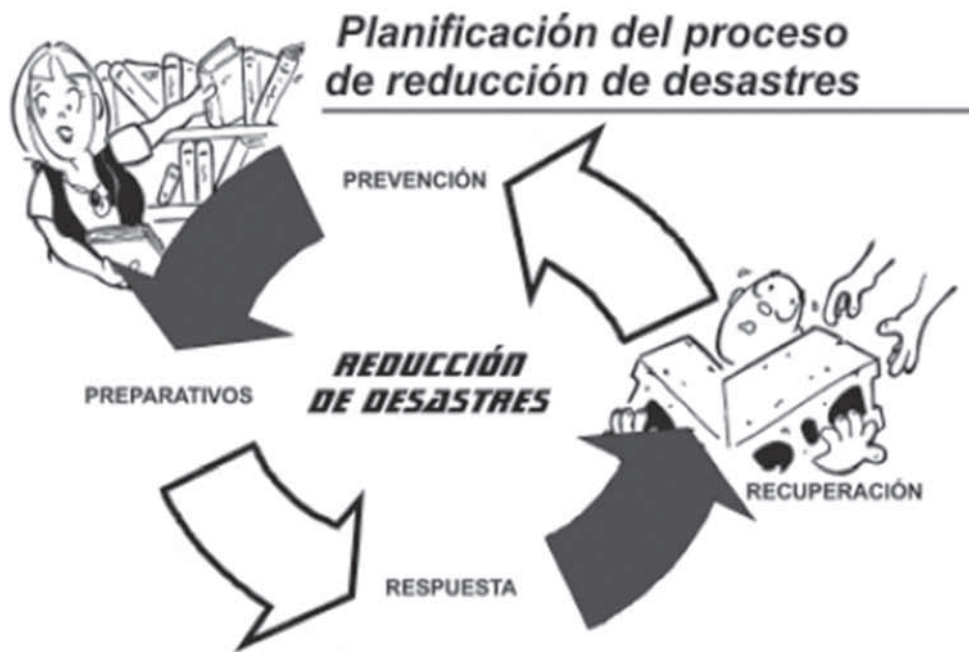 Planificación del proceso
de reducción de desastres
PREVENCIÓN
REDUCCIÓN
DE DESASTRES
PREPARATIVOS
RECUPERACIÓN
RESPUESTA